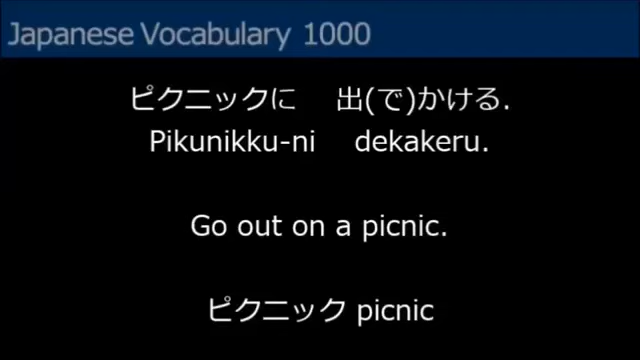 Japanese Vocabulary 1000
ピクニックに 出(で)かける.
Pikunikku-ni dekakeru.
Go out on a picnic.
ピクニック picnic